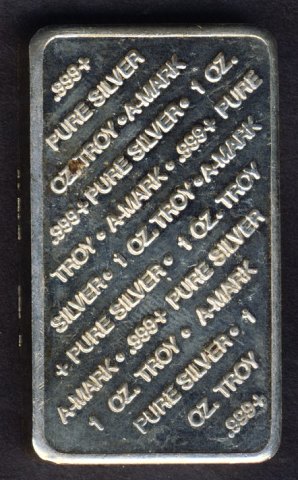 .999+
PURE SILVER
OZ. TROY • A-MARK
.999+ PURE SILVER • 1 OZ.
TROY • A-MARK • .999+ PURE
SILVER • 1 OZ. TROY • A-MARK
+ PURE SILVER • 1 OZ. TROY
A-MARK • .999+ PURE SILVER
1 OZ. TROY • A-MARK
PURE SILVER • 1
OZ. TROY
.999+